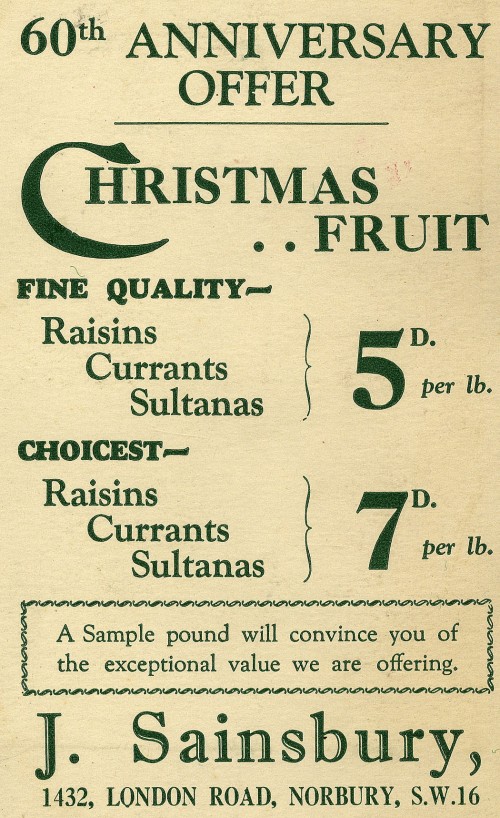 60th ANNIVERSARY
OFFER
CHRISTMAS
.. FRUIT
FINE QUALITY—
Raisins
Currants
Sultanas
5D. per lb.
CHOICEST—
Raisins
Currants
Sultanas
7D. per lb.
A Sample pound will convince you of
the exceptional value we are offering.
J. Sainsbury,
1432, LONDON ROAD, NORBURY, S.W.16